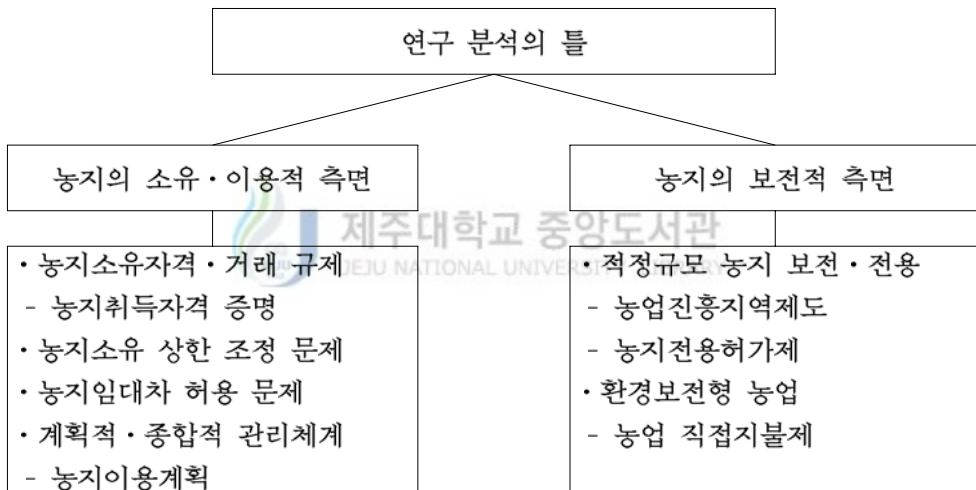 연구 분석의 틀
농지의 소유・이용적 측면
・농지소유자격・거래 규제
- 농지취득자격 증명
・농지소유 상한 조정 문제
・농지임대차 허용 문제
・계획적・종합적 관리체계
- 농지이용계획
농지의 보전적 측면
・적정규모 농지 보전・전용
- 농업진흥지역제도
- 농지전용허가제
・환경보전형 농업
- 농업 직접지불제
제주대학교 중앙도서관
JEJU NATIONAL UNIVERSITY LIBRARY